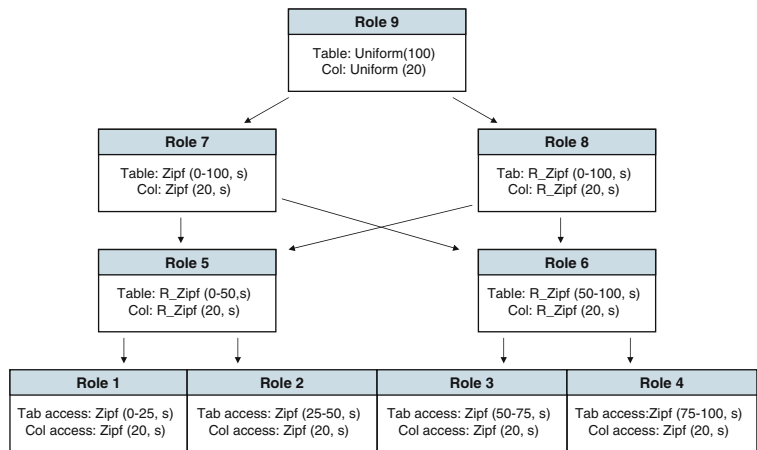 Role 9
Table: Uniform(100)
Col: Uniform (20)
Role 7
Table: Zipf (0-100, s)
Col: Zipf (20, s)
Role 8
Tab: R_Zipf (0-100, s)
Col: R_Zipf (20, s)
Role 5
Table: R_Zipf (0-50,s)
Col: R_Zipf (20, s)
Role 6
Table: R_Zipf (50-100, s)
Col: R_Zipf (20, s)
Role 1
Tab access: Zipf (0-25, s)
Col access: Zipf (20, s)
Role 2
Tab access: Zipf (25-50, s)
Col access: Zipf (20, s)
Role 3
Tab access: Zipf (50-75, s)
Col access: Zipf (20, s)
Role 4
Tab access:Zipf (75-100, s)
Col access: Zipf (20, s)